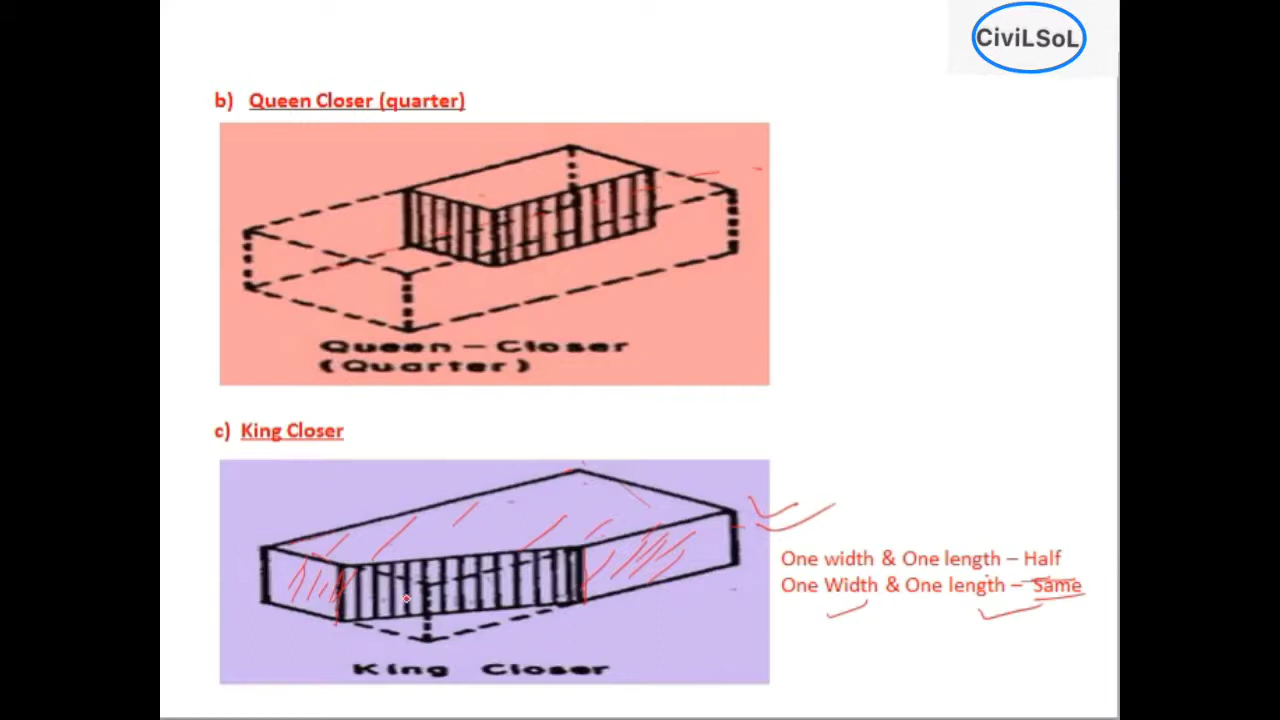 CiviLSoL
b) Queen Closer (quarter)
Queen – Closer
(Quarter)
c) King Closer
One width & One length – Half
One Width & One length – Same
King Closer